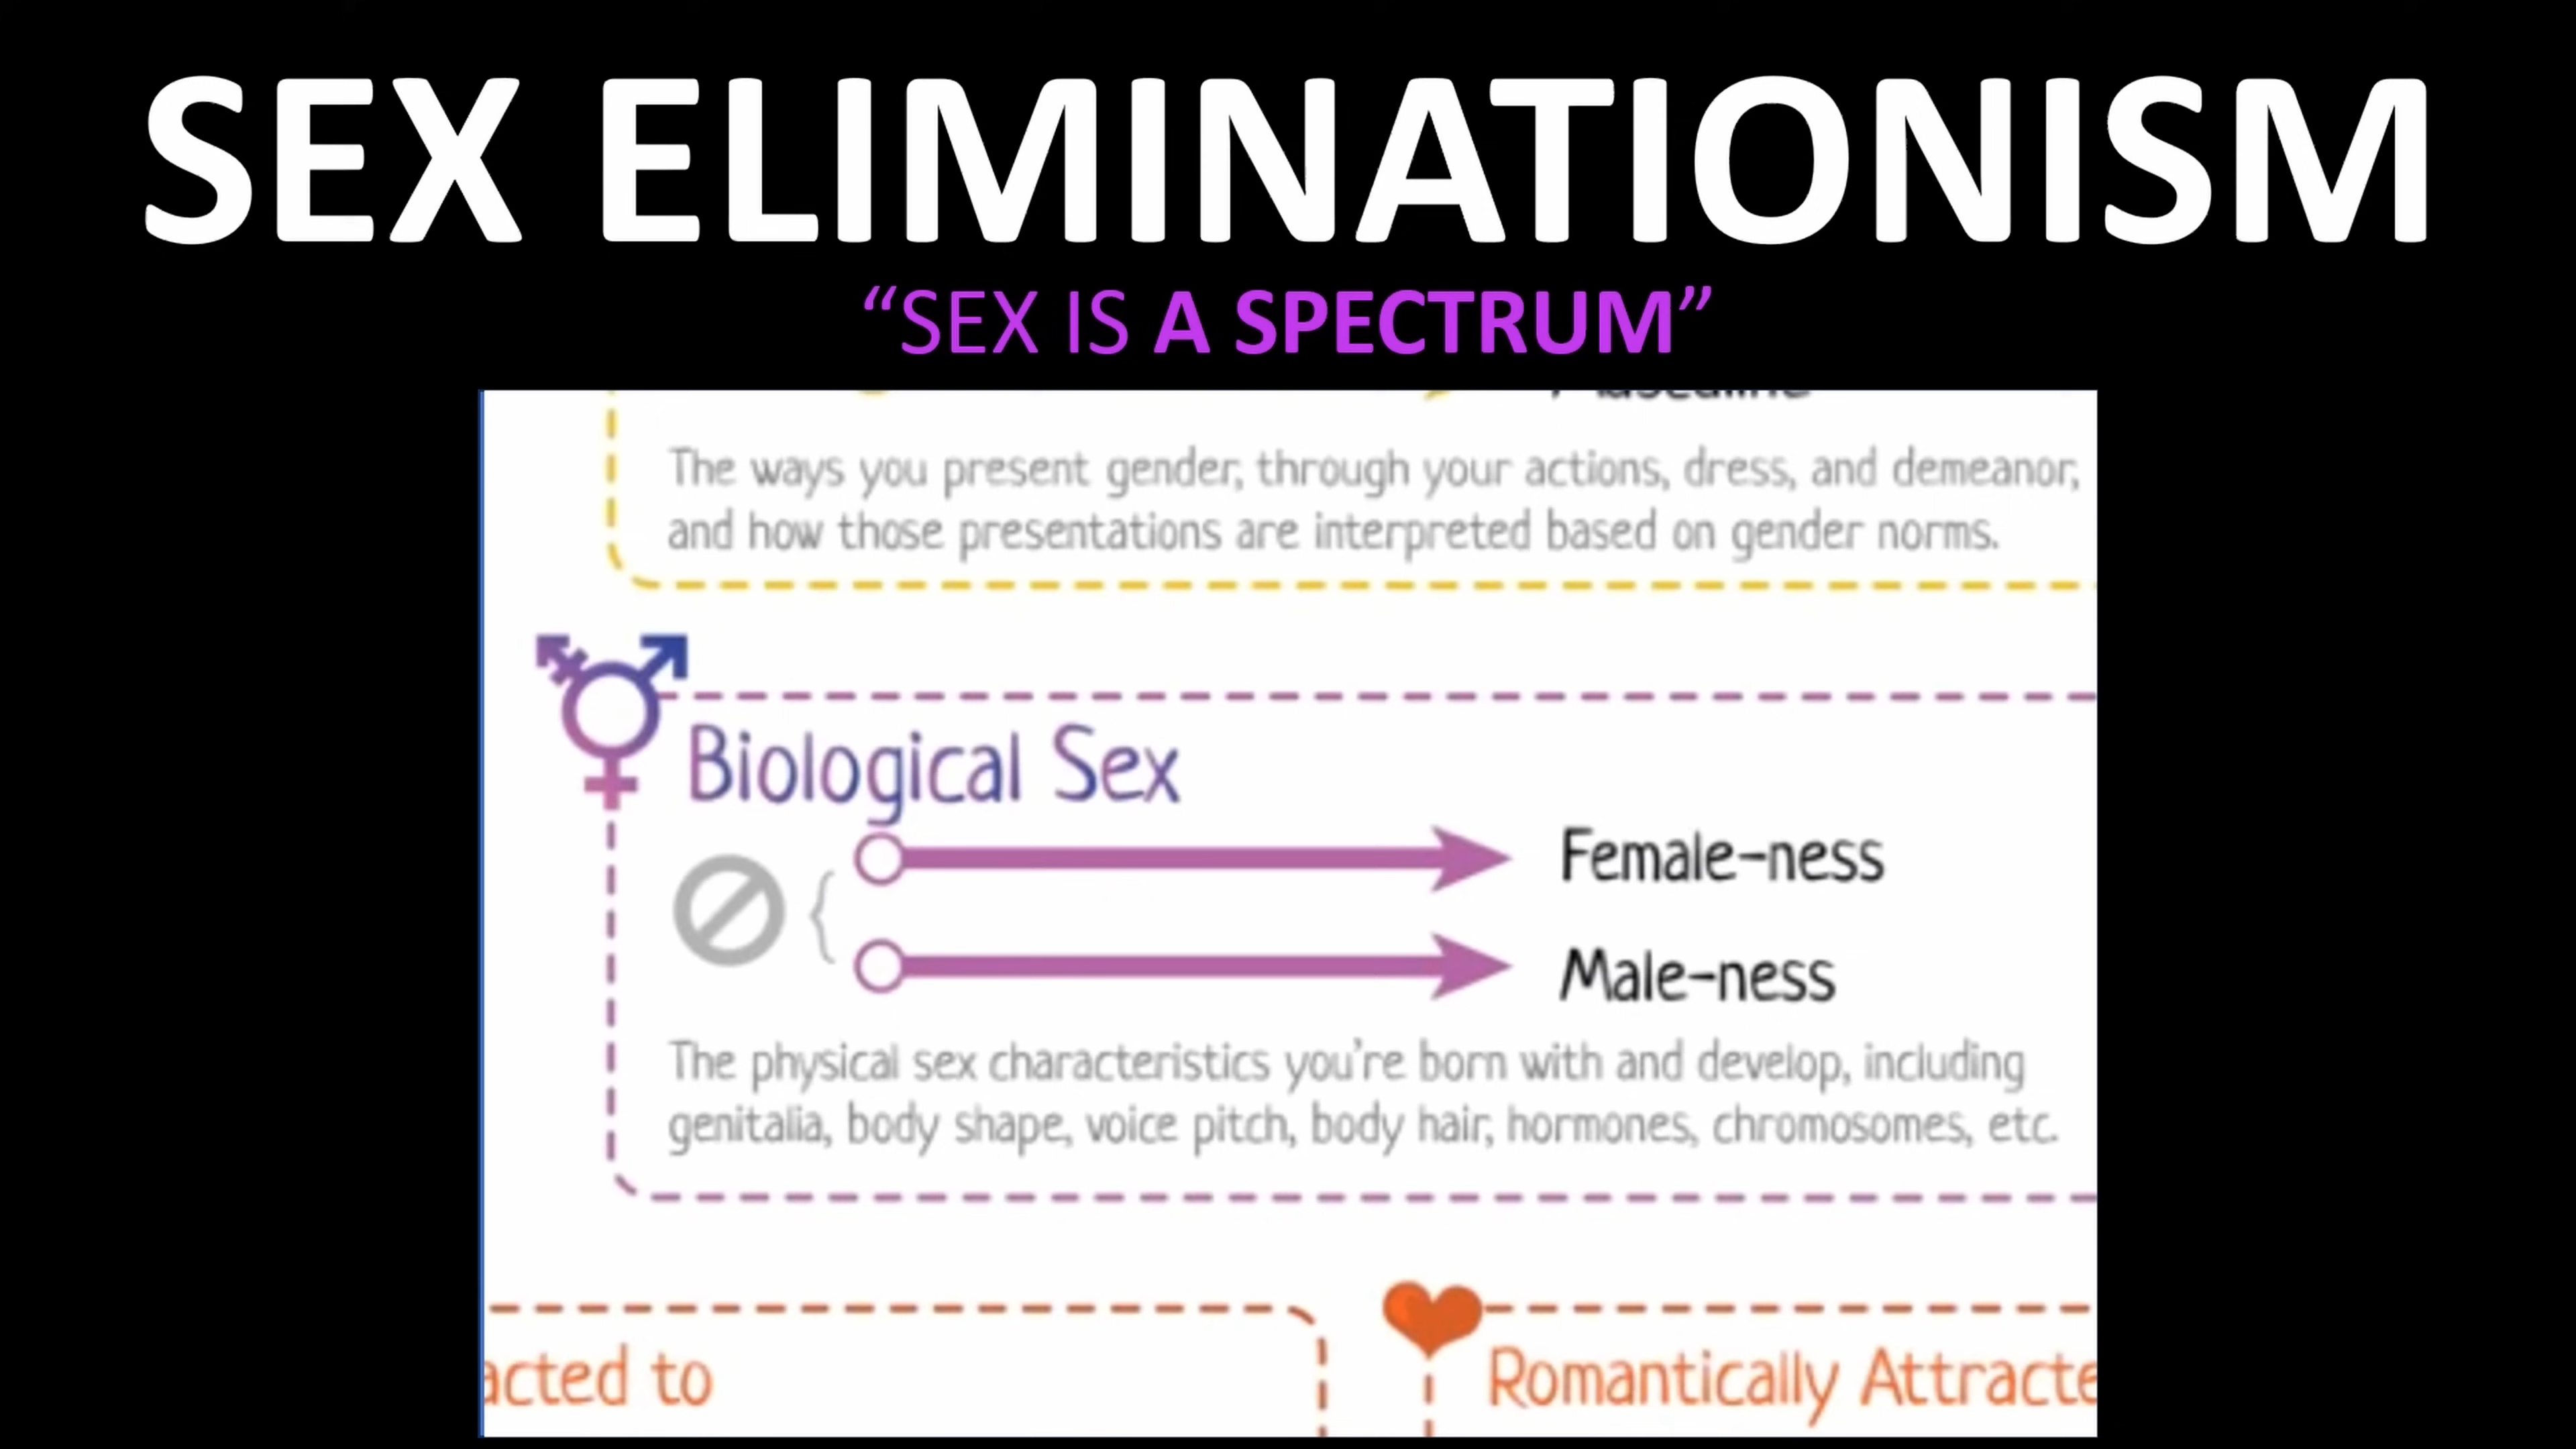 SEX ELIMINATIONISM
“SEX IS A SPECTRUM”
The ways you present gender, through your actions, dress, and demeanor,
and how those presentations are interpreted based on gender norms.
Biological Sex
Female-ness
Male-ness
The physical sex characteristics you're born with and develop, including
genitalia, body shape, voice pitch, body hair, hormones, chromosomes, etc.
acted to
Romantically Attracte